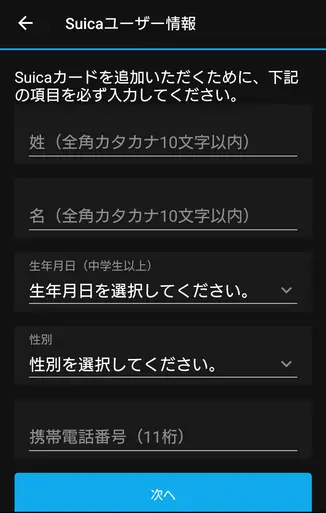 Suicaユーザー情報
Suicaカードを追加いただくために、下記
の項目を必ず入力してください。
姓（全角カタカナ10文字以内）
名（全角カタカナ10文字以内）
生年月日（中学生以上）
生年月日を選択してください。
性別
性別を選択してください。
携帯電話番号（11桁）
次へ